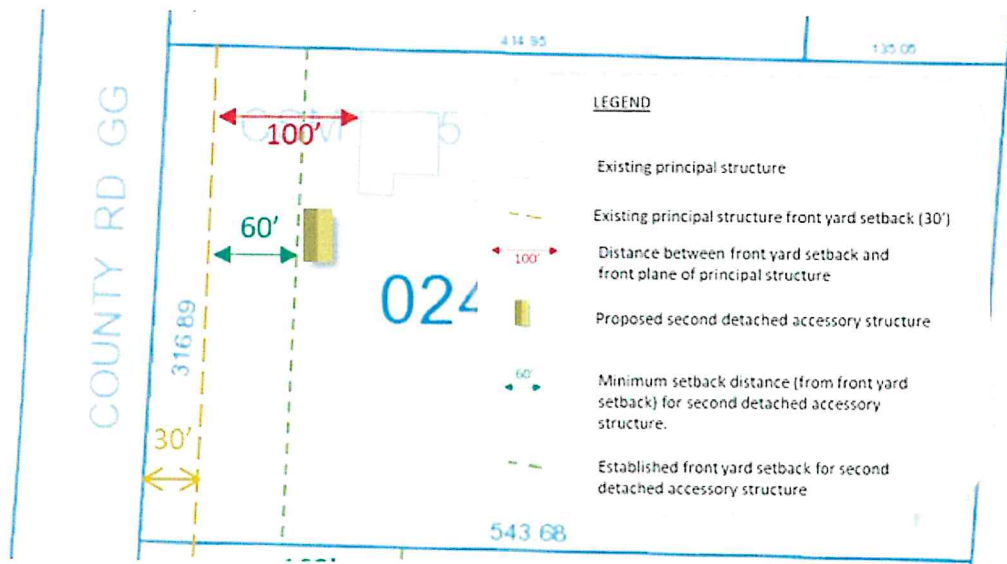 414.95
135.05
COUNTY RD GG
100'
60'
024
316.89
30'
543.68
LEGEND
Existing principal structure
Existing principal structure front yard setback (30')
100'
Distance between front yard setback and
front plane of principal structure
Proposed second detached accessory structure
60'
Minimum setback distance (from front yard
setback) for second detached accessory
structure.
Established front yard setback for second
detached accessory structure